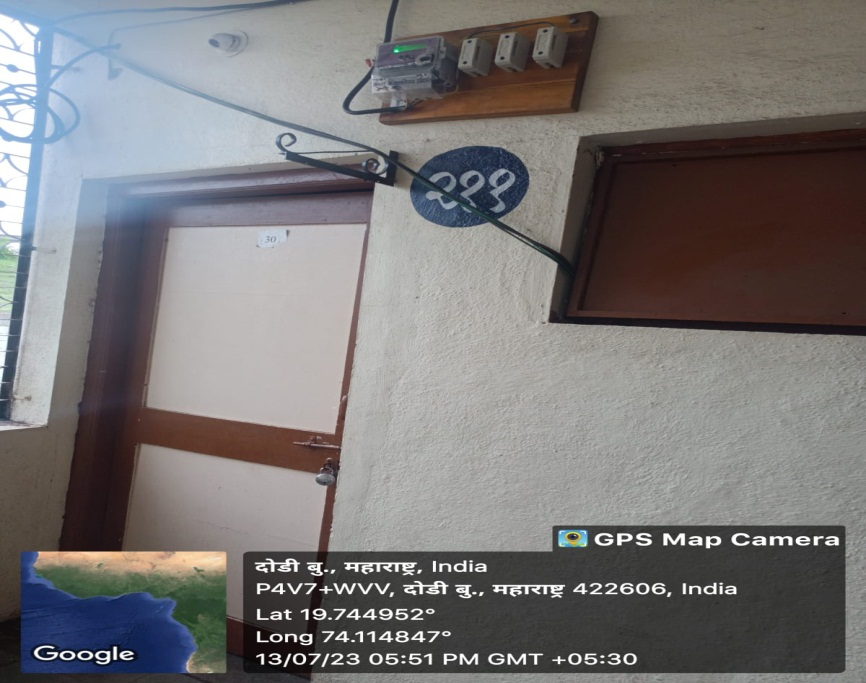 30
२११
GPS Map Camera
दोडी बु., महाराष्ट्र, India
P4V7+WVV, दोडी बु., महाराष्ट्र 422606, India
Lat 19.744952°
Long 74.114847°
13/07/23 05:51 PM GMT +05:30
Google